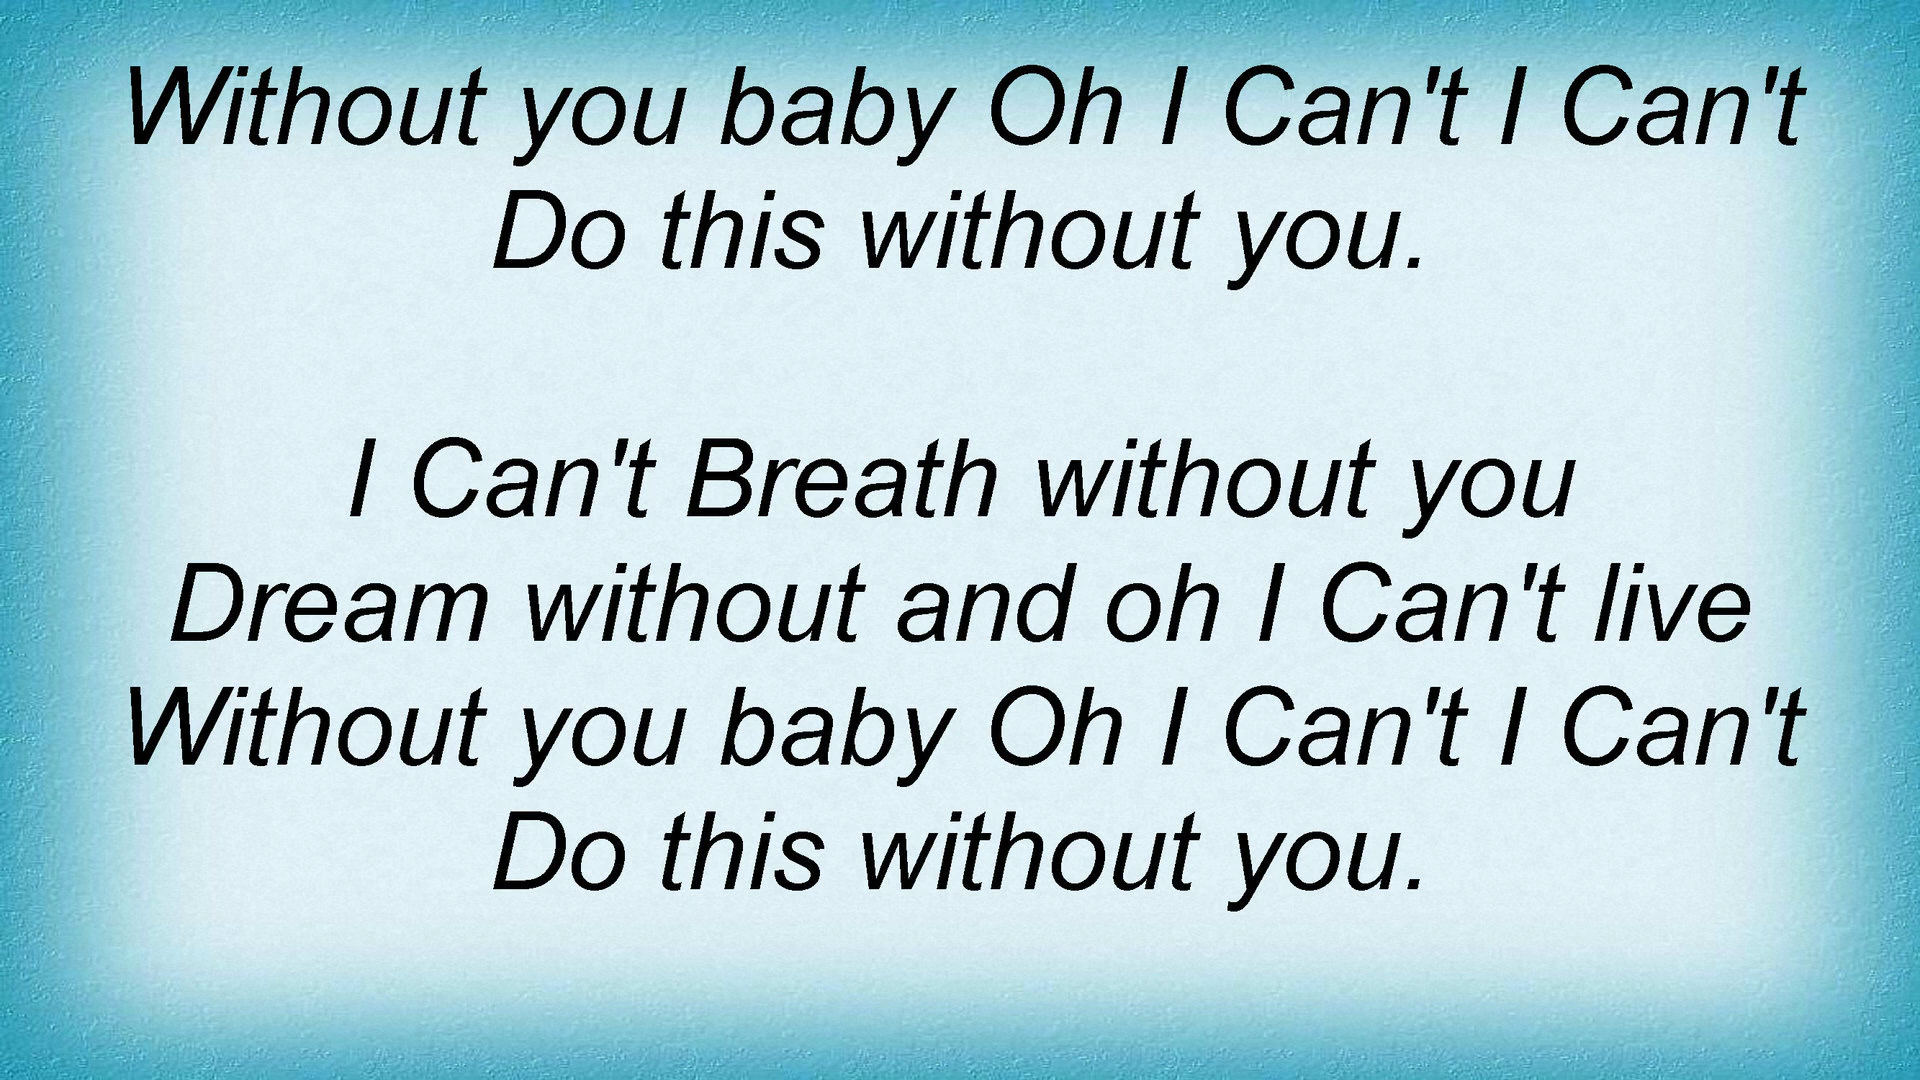 Without you baby Oh I Can't I Can't
Do this without you.
I Can't Breath without you
Dream without and oh I Can't live
Without you baby Oh I Can't I Can't
Do this without you.